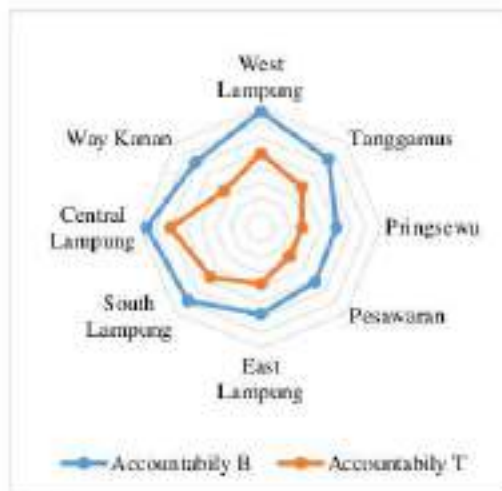 West
Lampung
Tanggamus
Pringsewu
Pesawaran
East
Lampung
South
Lampung
Central
Lampung
Way Kanan
Accountabily B
Accountabily T